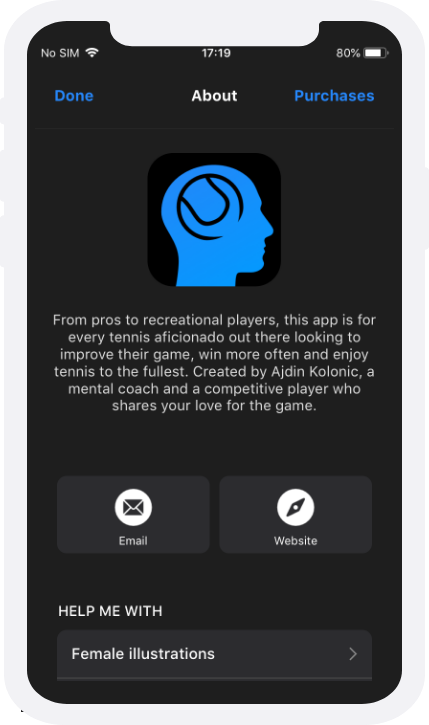 No SIM 17:19 80%
Done About Purchases
From pros to recreational players, this app is for
every tennis aficionado out there looking to
improve their game, win more often and enjoy
tennis to the fullest. Created by Ajdin Kolonic, a
mental coach and a competitive player who
shares your love for the game.
Email Website
HELP ME WITH
Female illustrations